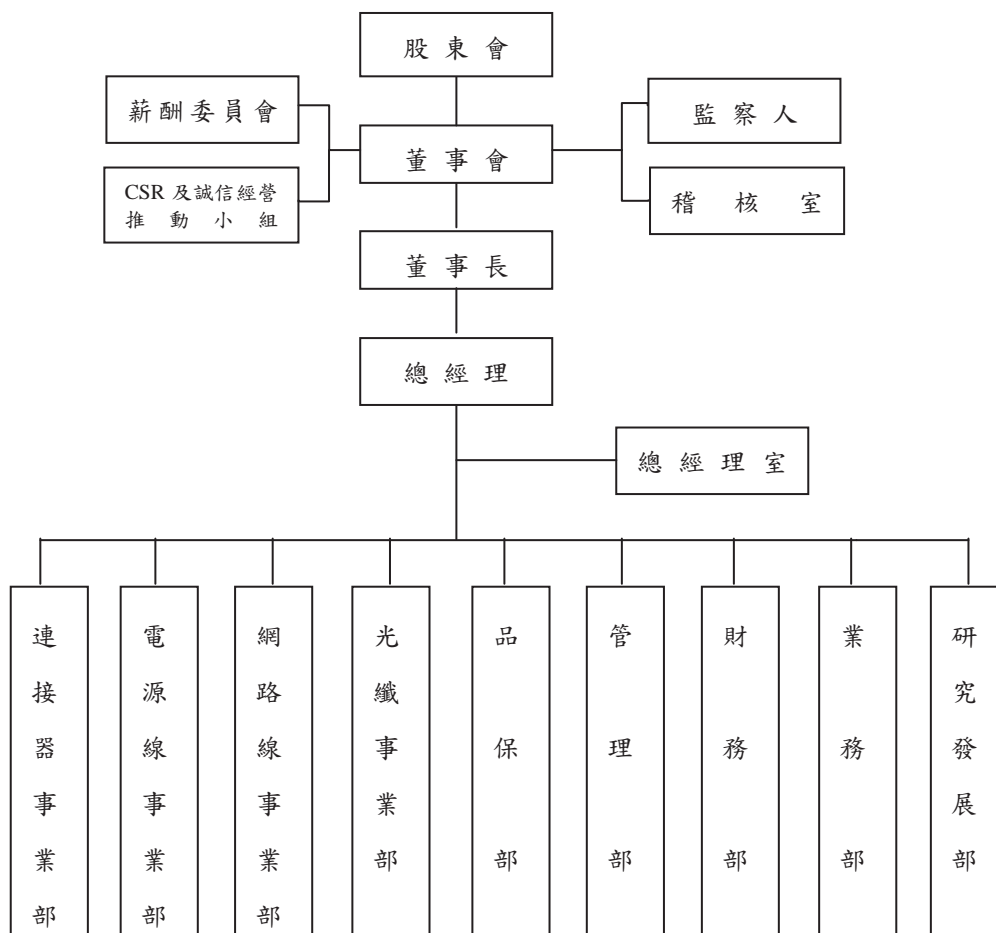 股東會
薪酬委員會
監察人
董事會
CSR 及誠信經營
推動小組
稽核室
董事長
總經理
總經理室
連接器事業部
電源線事業部
網路線事業部
光纖事業部
品保部
管理部
財務部
業務部
研究發展部